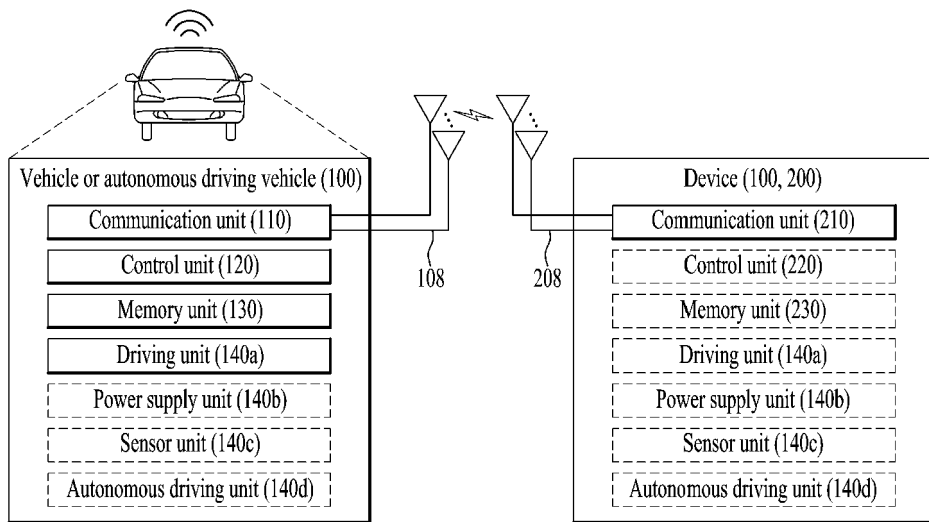 Vehicle or autonomous driving vehicle (100)
Communication unit (110)
Control unit (120)
Memory unit (130)
Driving unit (140a)
Power supply unit (140b)
Sensor unit (140c)
Autonomous driving unit (140d)
108
208
Device (100, 200)
Communication unit (210)
Control unit (220)
Memory unit (230)
Driving unit (140a)
Power supply unit (140b)
Sensor unit (140c)
Autonomous driving unit (140d)